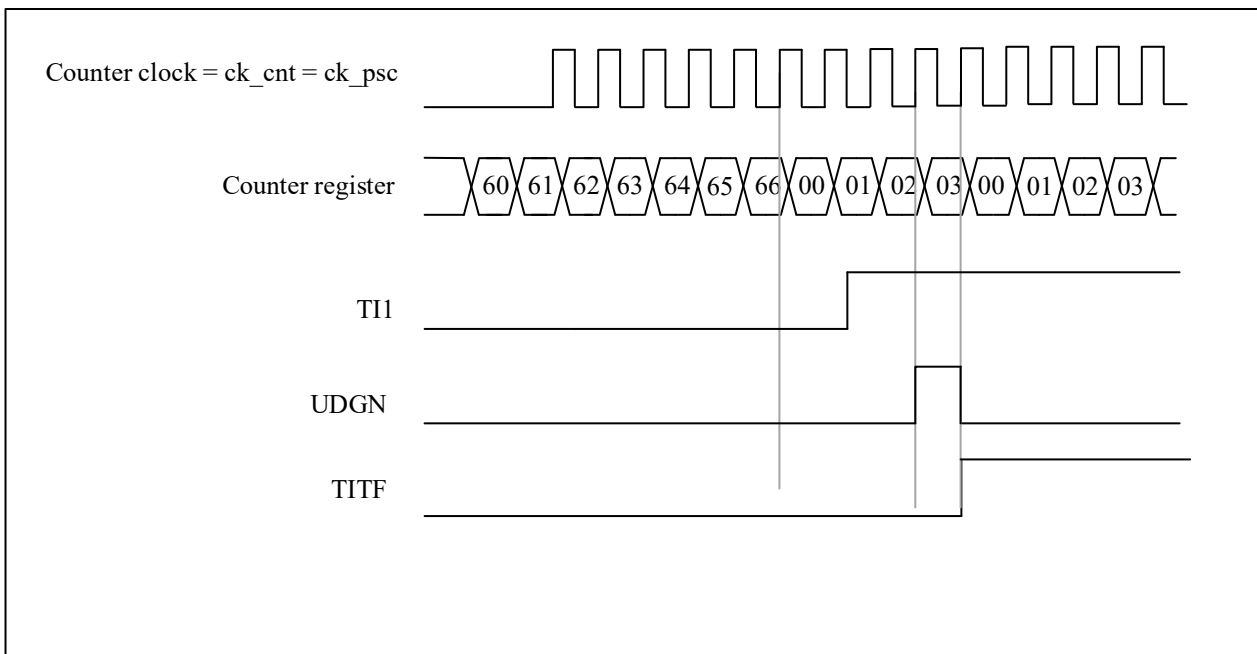 Counter clock = ck_cnt = ck_psc
Counter register 60 61 62 63 64 65 66 00 01 02 03 00 01 02 03
TI1
UDGN
TITF